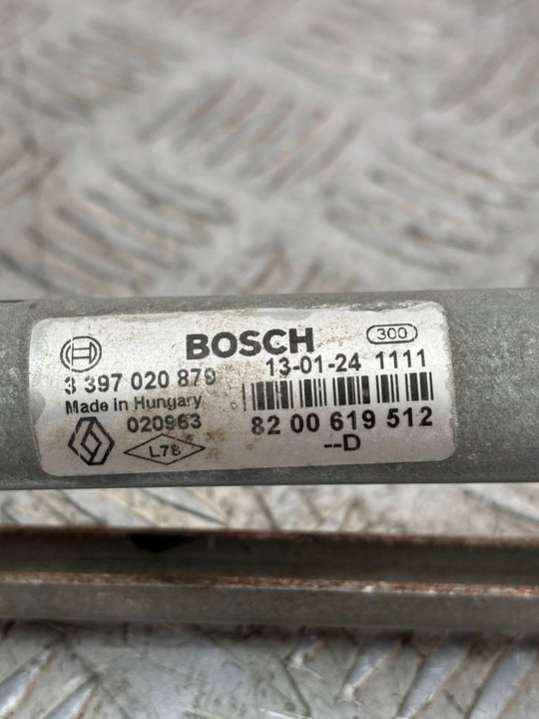 BOSCH 300
3 397 020 879 13-01-24 1111
Made in Hungary
020963 82 00 619 512
L78 --D